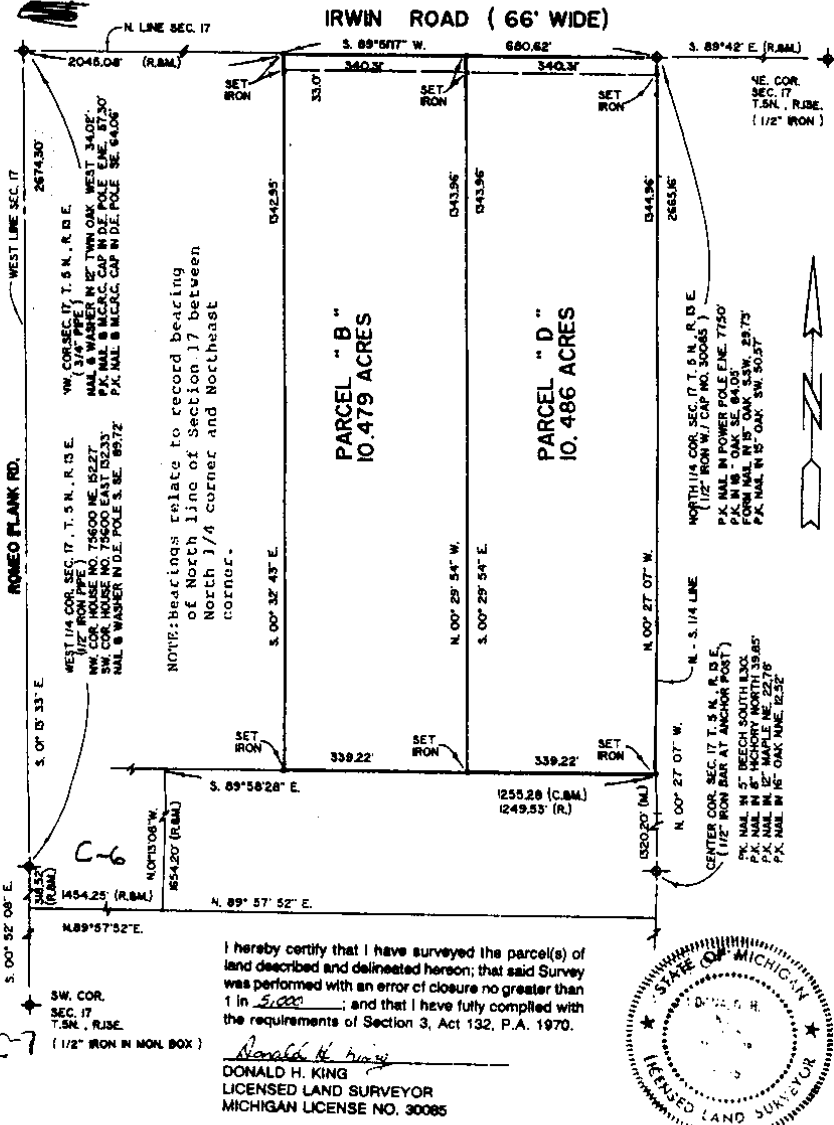 IRWIN ROAD ( 66' WIDE)
N. LINE SEC. 17
2045.08' (R.&M.)
S. 89°51'17" W.
680.62'
S. 89°42' E (R.&M.)
340.31'
340.31'
SET
IRON
33.0'
SET
IRON
SET
IRON
NE. COR.
SEC. 17
T.5N., R.13E.
( 1/2" IRON )
WEST LINE SEC. 17
2674.30'
NW. COR. SEC. 17, T. 5 N., R. 13 E.
( 3/4" PIPE )
NAIL & WASHER IN 12" TWIN OAK WEST 34.02'
P.K. NAIL & M.C.R.C. CAP IN D.E. POLE ENE. 57.30'
P.K. NAIL & M.C.R.C. CAP IN D.E. POLE SE. 64.06'
1342.95'
1343.96'
1343.96'
1344.96'
2665.16'
ROMEO PLANK RD.
WEST 1/4 COR. SEC. 17, T. 5 N., R. 13 E.
(1/2" IRON PIPE)
NW. COR. HOUSE NO. 75600 NE. 152.27'
SW. COR. HOUSE NO. 75600 EAST 132.33'
NAIL & WASHER IN D.E. POLE S. SE. 89.72'
NOTE: Bearings relate to record bearing
of North line of Section 17 between
North 1/4 corner and Northeast
corner.
PARCEL "B"
10.479 ACRES
PARCEL "D"
10.486 ACRES
NORTH 1/4 COR. SEC. 17 T. 5 N., R. 13 E.
(1/2" IRON W./ CAP NO. 30085 )
P.K. NAIL IN POWER POLE ENE. 77.50'
P.K. IN 18" OAK SE. 84.05'
FORM NAIL IN 15" OAK S.SW. 29.73'
P.K. NAIL IN 15" OAK SW. 50.57'
N
S. 0° 13' 33" E.
S. 00° 32' 43" E.
N. 00° 29' 54" W.
S. 00° 29' 54" E.
N. 00° 27' 07" W.
N. - S. 1/4 LINE
SET
IRON
SET
IRON
SET
IRON
339.22'
339.22'
S. 89°58'28" E.
1255.28 (C.&M.)
1249.53' (R.)
N. 00° 27' 07" W.
1320.20' (M.)
CENTER COR. SEC. 17 T. 5 N., R. 13 E.
( 1/2" IRON BAR AT ANCHOR POST )
P.K. NAIL IN 5" BEECH SOUTH 11.30'
P.K. NAIL IN 8" HICKORY NORTH 39.85'
P.K. NAIL IN 12" MAPLE NE. 22.76'
P.K. NAIL IN 16" OAK N.NE. 12.52'
C-6
N.01°13'06"W.
1654.20' (R.&M.)
(R.&M.)
1454.25' (R.&M.)
N. 89° 57' 52" E.
N.89°57'52"E.
S. 00° 52' 08" E.
SW. COR.
SEC. 17
T.5N., R.13E.
( 1/2" IRON IN MON. BOX )
I hereby certify that I have surveyed the parcel(s) of
land described and delineated hereon; that said Survey
was performed with an error of closure no greater than
1 in 5,000 ; and that I have fully complied with
the requirements of Section 3, Act 132, P.A. 1970.
Donald H. King
DONALD H. KING
LICENSED LAND SURVEYOR
MICHIGAN LICENSE NO. 30085
STATE OF MICHIGAN
LICENSED LAND SURVEYOR